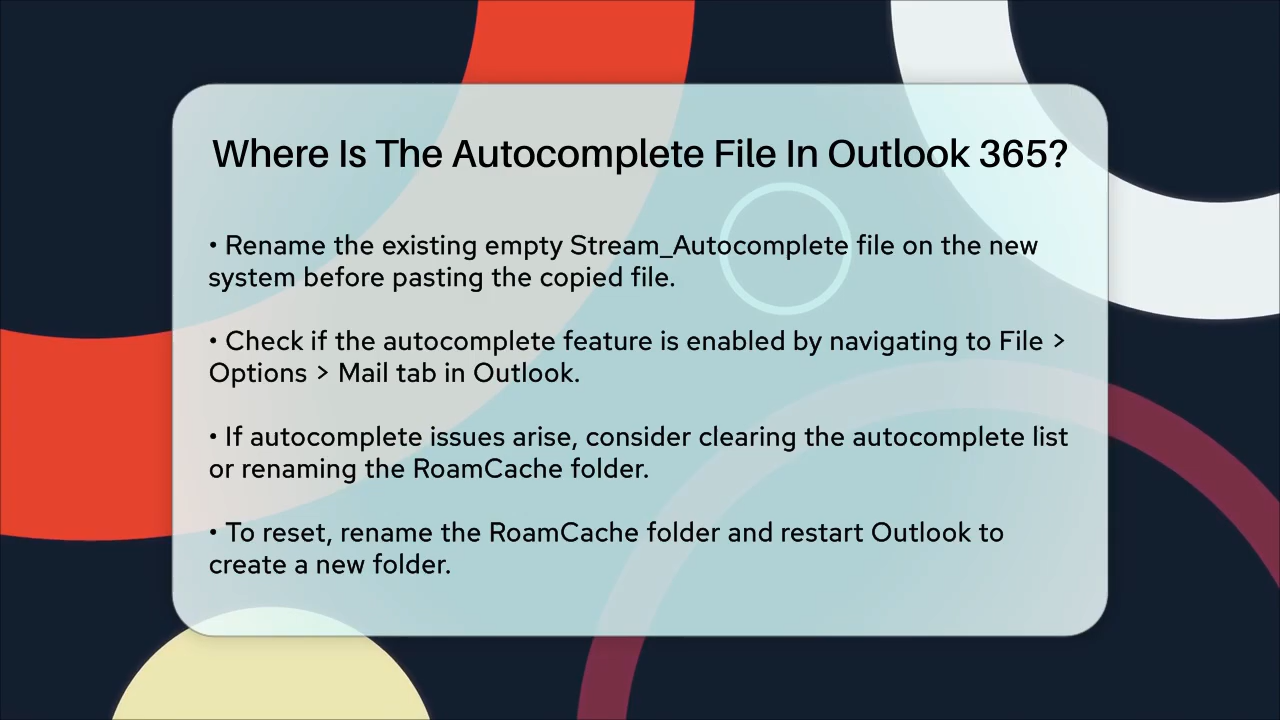 Where Is The Autocomplete File In Outlook 365?
• Rename the existing empty Stream_Autocomplete file on the new
system before pasting the copied file.
• Check if the autocomplete feature is enabled by navigating to File >
Options > Mail tab in Outlook.
• If autocomplete issues arise, consider clearing the autocomplete list
or renaming the RoamCache folder.
• To reset, rename the RoamCache folder and restart Outlook to
create a new folder.